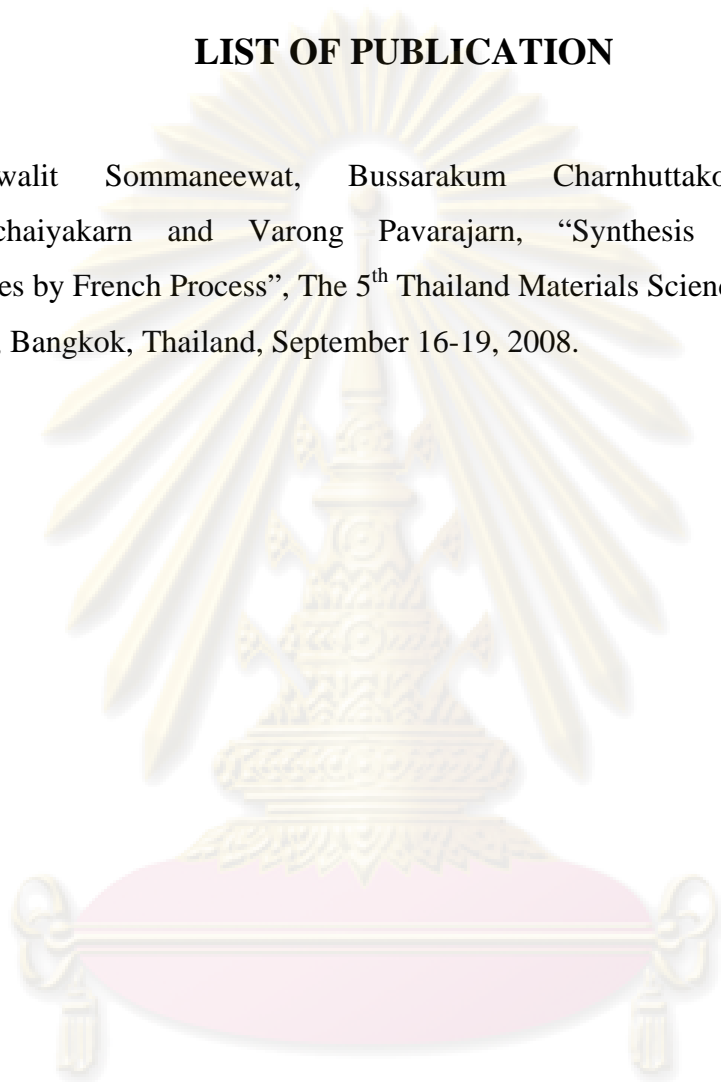 LIST OF PUBLICATION
walit Sommaneewat, Bussarakum Charnhuttako
chaiyakarn and Varong Pavarajarn, “Synthesis
es by French Process”, The 5th Thailand Materials Scienc
, Bangkok, Thailand, September 16-19, 2008.